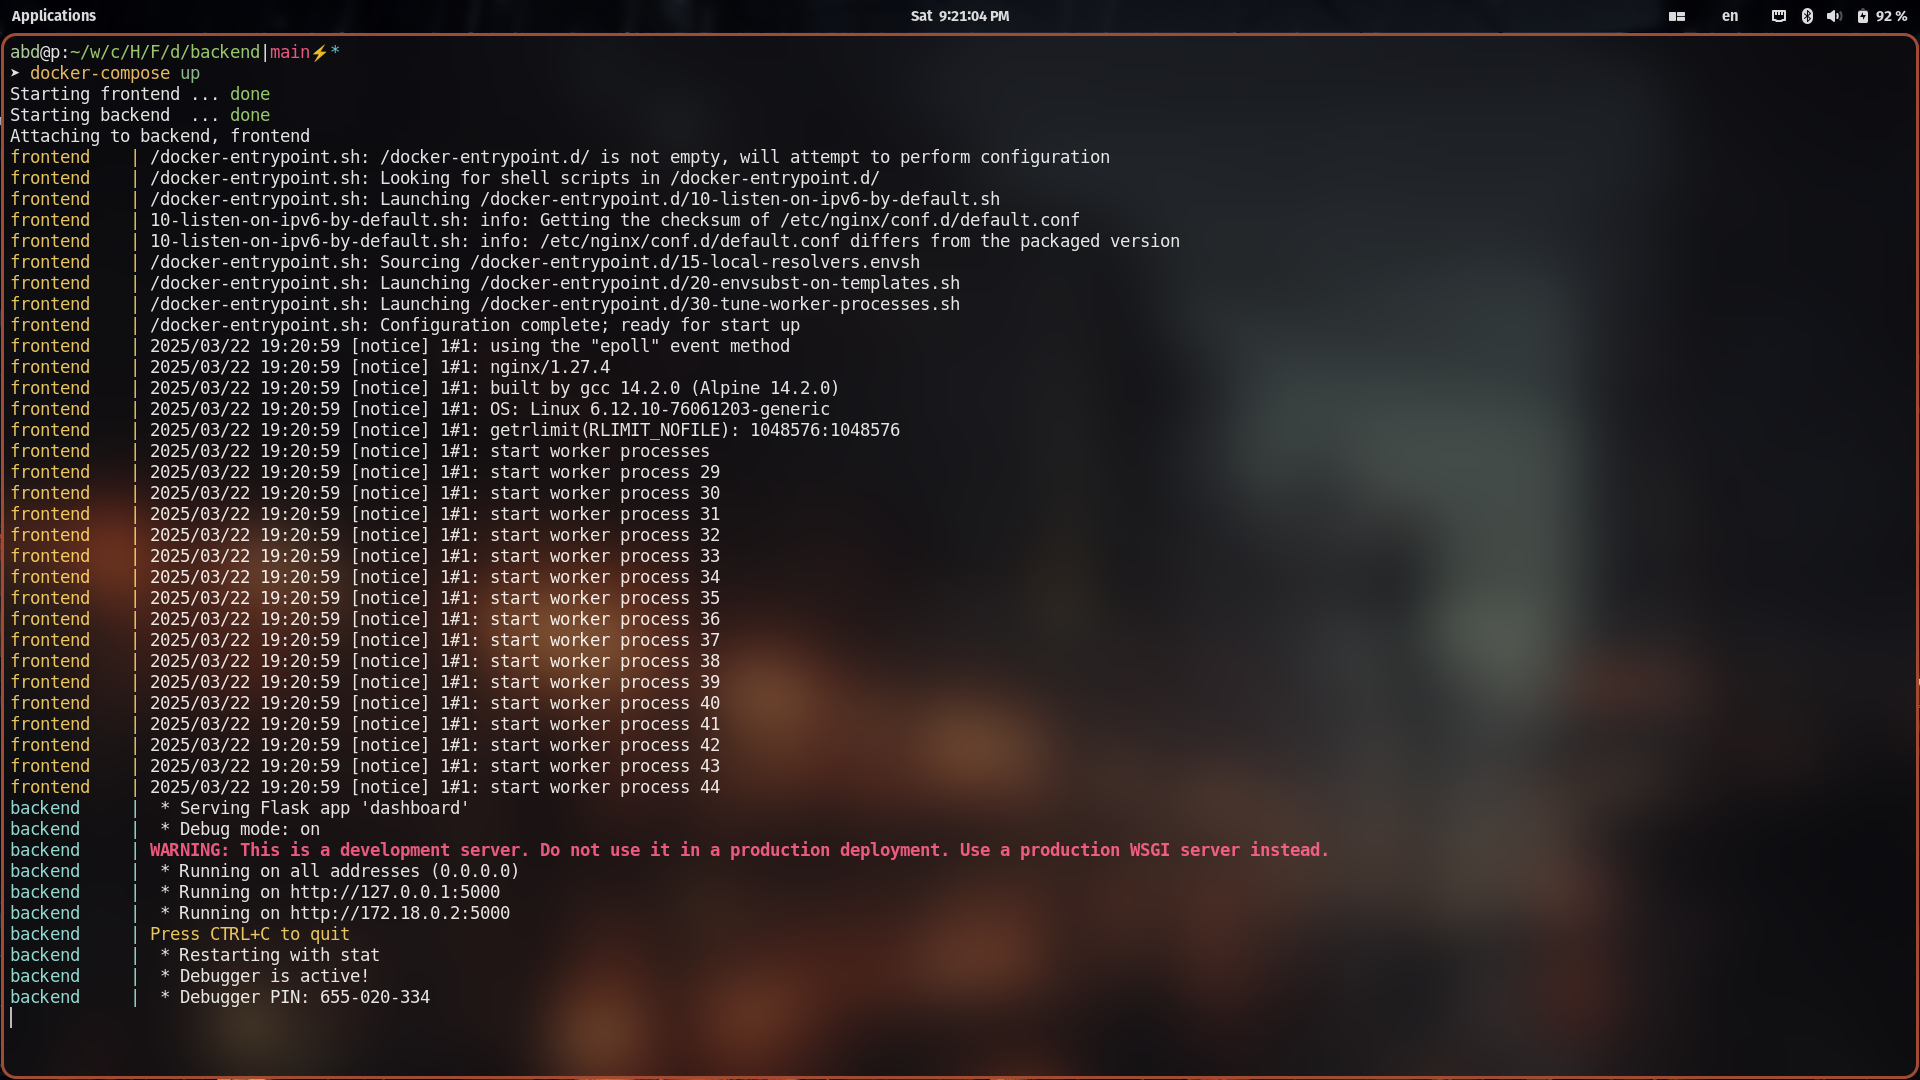 Applications
Sat 9:21:04 PM
en
92 %
abd@p:~/w/c/H/F/d/backend|main⚡*
➤ docker-compose up
Starting frontend ... done
Starting backend  ... done
Attaching to backend, frontend
frontend    | /docker-entrypoint.sh: /docker-entrypoint.d/ is not empty, will attempt to perform configuration
frontend    | /docker-entrypoint.sh: Looking for shell scripts in /docker-entrypoint.d/
frontend    | /docker-entrypoint.sh: Launching /docker-entrypoint.d/10-listen-on-ipv6-by-default.sh
frontend    | 10-listen-on-ipv6-by-default.sh: info: Getting the checksum of /etc/nginx/conf.d/default.conf
frontend    | 10-listen-on-ipv6-by-default.sh: info: /etc/nginx/conf.d/default.conf differs from the packaged version
frontend    | /docker-entrypoint.sh: Sourcing /docker-entrypoint.d/15-local-resolvers.envsh
frontend    | /docker-entrypoint.sh: Launching /docker-entrypoint.d/20-envsubst-on-templates.sh
frontend    | /docker-entrypoint.sh: Launching /docker-entrypoint.d/30-tune-worker-processes.sh
frontend    | /docker-entrypoint.sh: Configuration complete; ready for start up
frontend    | 2025/03/22 19:20:59 [notice] 1#1: using the "epoll" event method
frontend    | 2025/03/22 19:20:59 [notice] 1#1: nginx/1.27.4
frontend    | 2025/03/22 19:20:59 [notice] 1#1: built by gcc 14.2.0 (Alpine 14.2.0)
frontend    | 2025/03/22 19:20:59 [notice] 1#1: OS: Linux 6.12.10-76061203-generic
frontend    | 2025/03/22 19:20:59 [notice] 1#1: getrlimit(RLIMIT_NOFILE): 1048576:1048576
frontend    | 2025/03/22 19:20:59 [notice] 1#1: start worker processes
frontend    | 2025/03/22 19:20:59 [notice] 1#1: start worker process 29
frontend    | 2025/03/22 19:20:59 [notice] 1#1: start worker process 30
frontend    | 2025/03/22 19:20:59 [notice] 1#1: start worker process 31
frontend    | 2025/03/22 19:20:59 [notice] 1#1: start worker process 32
frontend    | 2025/03/22 19:20:59 [notice] 1#1: start worker process 33
frontend    | 2025/03/22 19:20:59 [notice] 1#1: start worker process 34
frontend    | 2025/03/22 19:20:59 [notice] 1#1: start worker process 35
frontend    | 2025/03/22 19:20:59 [notice] 1#1: start worker process 36
frontend    | 2025/03/22 19:20:59 [notice] 1#1: start worker process 37
frontend    | 2025/03/22 19:20:59 [notice] 1#1: start worker process 38
frontend    | 2025/03/22 19:20:59 [notice] 1#1: start worker process 39
frontend    | 2025/03/22 19:20:59 [notice] 1#1: start worker process 40
frontend    | 2025/03/22 19:20:59 [notice] 1#1: start worker process 41
frontend    | 2025/03/22 19:20:59 [notice] 1#1: start worker process 42
frontend    | 2025/03/22 19:20:59 [notice] 1#1: start worker process 43
frontend    | 2025/03/22 19:20:59 [notice] 1#1: start worker process 44
backend     |  * Serving Flask app 'dashboard'
backend     |  * Debug mode: on
backend     | WARNING: This is a development server. Do not use it in a production deployment. Use a production WSGI server instead.
backend     |  * Running on all addresses (0.0.0.0)
backend     |  * Running on http://127.0.0.1:5000
backend     |  * Running on http://172.18.0.2:5000
backend     | Press CTRL+C to quit
backend     |  * Restarting with stat
backend     |  * Debugger is active!
backend     |  * Debugger PIN: 655-020-334